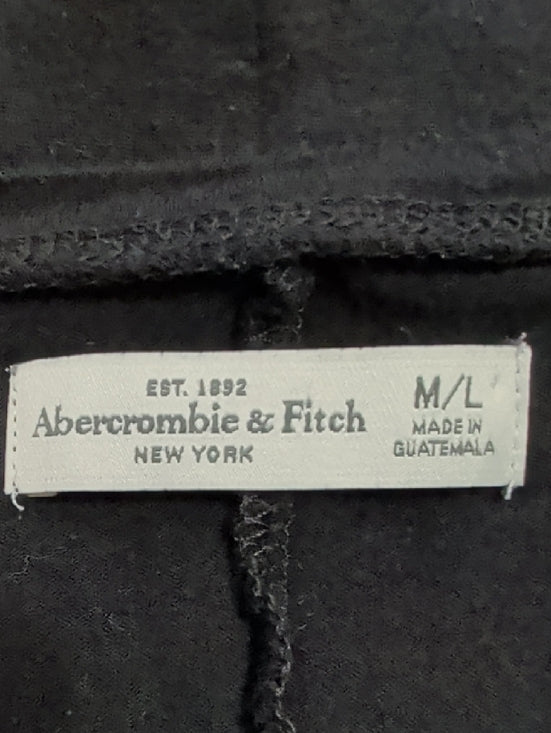 EST. 1892
Abercrombie & Fitch
NEW YORK
M/L
MADE IN
GUATEMALA